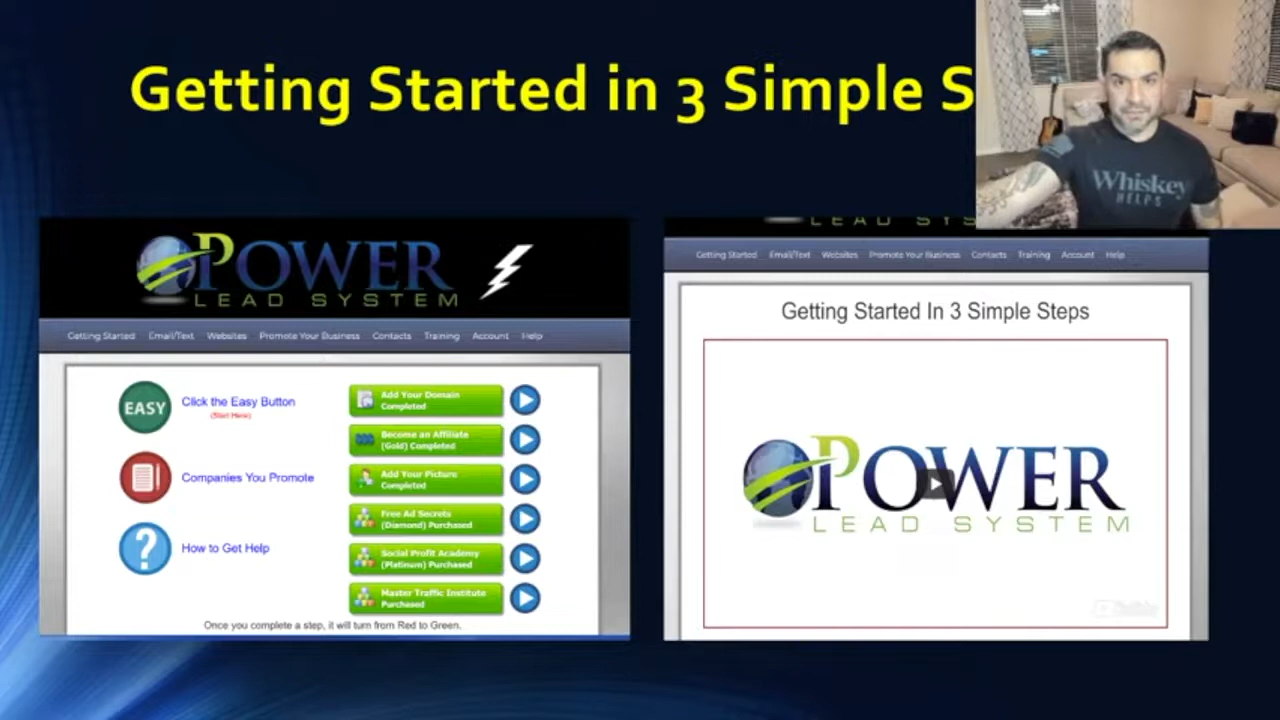 Getting Started in 3 Simple S
Whiskey
HELPS
POWER
LEAD SYSTEM
Getting Started Email/Text Websites Promote Your Business Contacts Training Account Help
EASY
Click the Easy Button
(Start Here)
Companies You Promote
?
How to Get Help
Add Your Domain
Completed
Become an Affiliate
(Gold) Completed
Add Your Picture
Completed
Free Ad Secrets
(Diamond) Purchased
Social Profit Academy
(Platinum) Purchased
Master Traffic Institute
Purchased
Once you complete a step, it will turn from Red to Green.
LEAD SYS
Getting Started Email/Text Websites Promote Your Business Contacts Training Account Help
Getting Started In 3 Simple Steps
POWER
LEAD SYSTEM